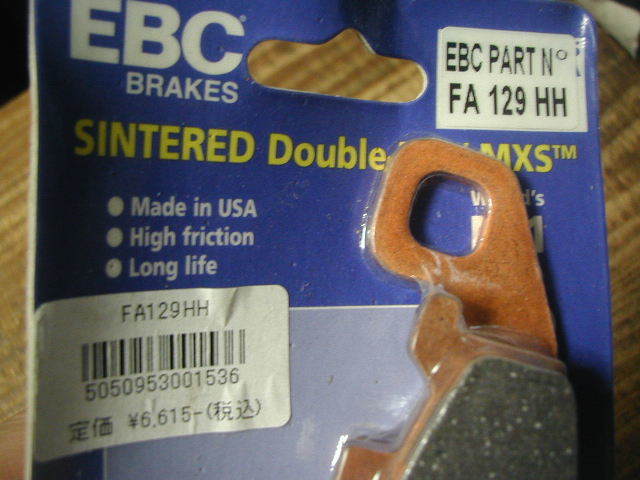 EBC
BRAKES
EBC PART Nº
FA 129 HH
SINTERED Double MXS™
Made in USA
High friction
Long life
FA129HH
5050953001536
定価 ¥6,615-(税込)